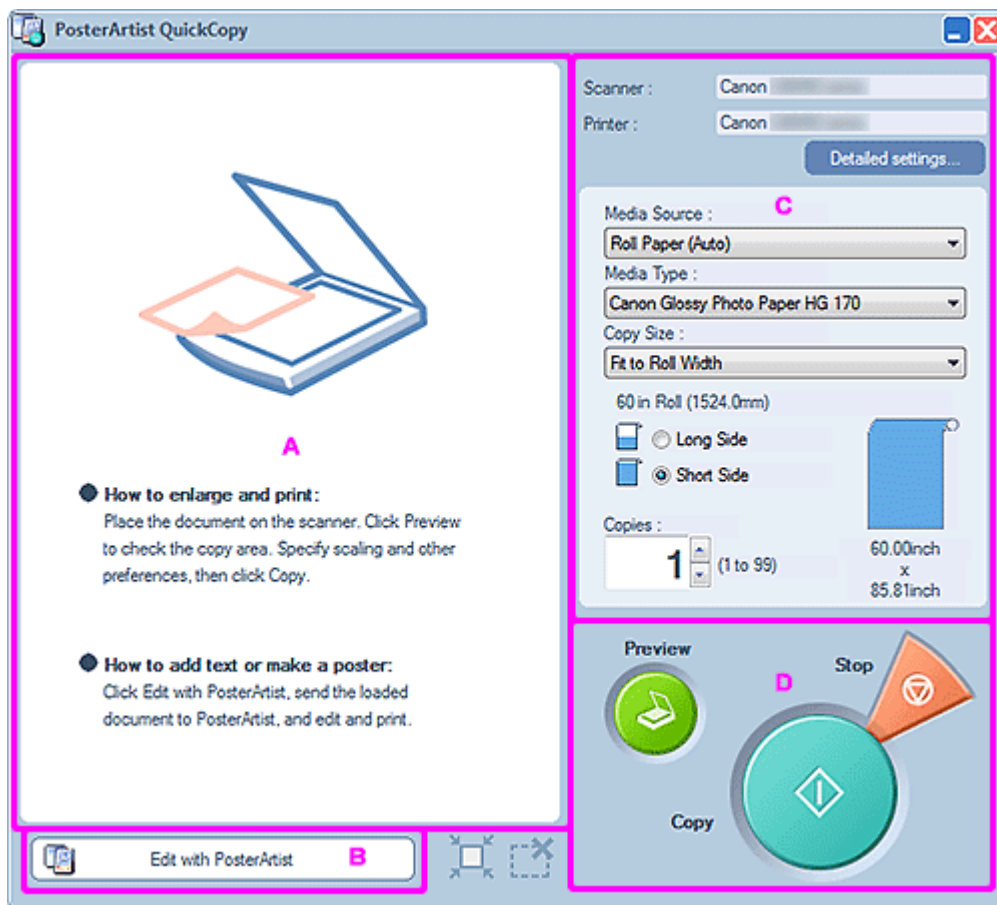 PosterArtist QuickCopy
Scanner :
Canon
Printer :
Canon
Detailed settings...
C
Media Source :
Roll Paper (Auto)
Media Type :
Canon Glossy Photo Paper HG 170
Copy Size :
Fit to Roll Width
60 in Roll (1524.0mm)
Long Side
Short Side
Copies :
1
(1 to 99)
60.00inch
x
85.81inch
A
How to enlarge and print:
Place the document on the scanner. Click Preview
to check the copy area. Specify scaling and other
preferences, then click Copy.
How to add text or make a poster:
Click Edit with PosterArtist, send the loaded
document to PosterArtist, and edit and print.
Preview
Stop
D
Copy
Edit with PosterArtist
B